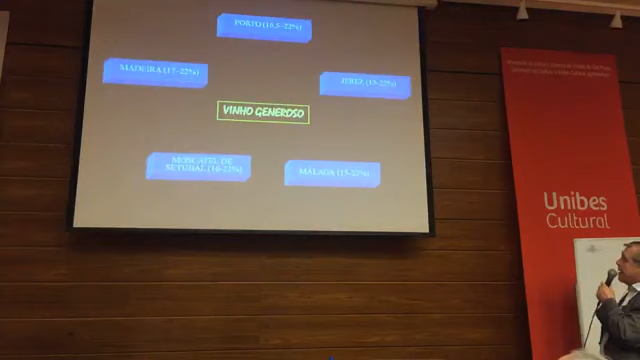 PORTO (18,5-22%)
MADEIRA (17-22%)
JEREZ (15-22%)
VINHO GENEROSO
MOSCATEL DE
SETUBAL (16-22%)
MÁLAGA (15-22%)
Unibes
Cultural